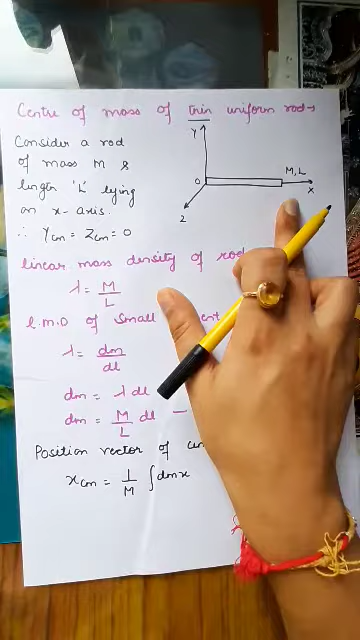 Centre of mass of thin uniform rods
Consider a rod
of mass M &
length 'L' lying
on x-axis.
∴ Ycm = Zcm = 0
Y
O
M, L
X
Z
linear mass density of rod
λ = M/L
L.M.D of Small
λ = dm/dl
dm = λ dl
dm = M/L dl —
Position vector of
xcm = 1/M ∫dm x